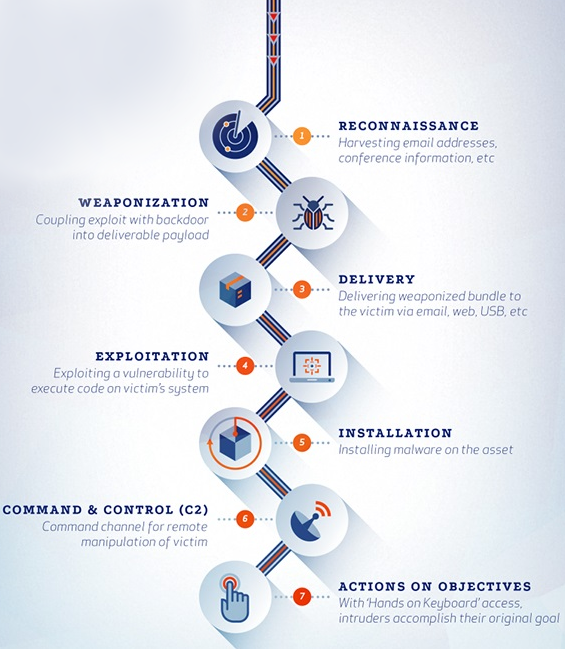 1
RECONNAISSANCE
Harvesting email addresses,
conference information, etc
WEAPONIZATION
2
Coupling exploit with backdoor
into deliverable payload
3
DELIVERY
Delivering weaponized bundle to
the victim via email, web, USB, etc
EXPLOITATION
4
Exploiting a vulnerability to
execute code on victim's system
5
INSTALLATION
Installing malware on the asset
COMMAND & CONTROL (C2)
6
Command channel for remote
manipulation of victim
7
ACTIONS ON OBJECTIVES
With 'Hands on Keyboard' access,
intruders accomplish their original goal